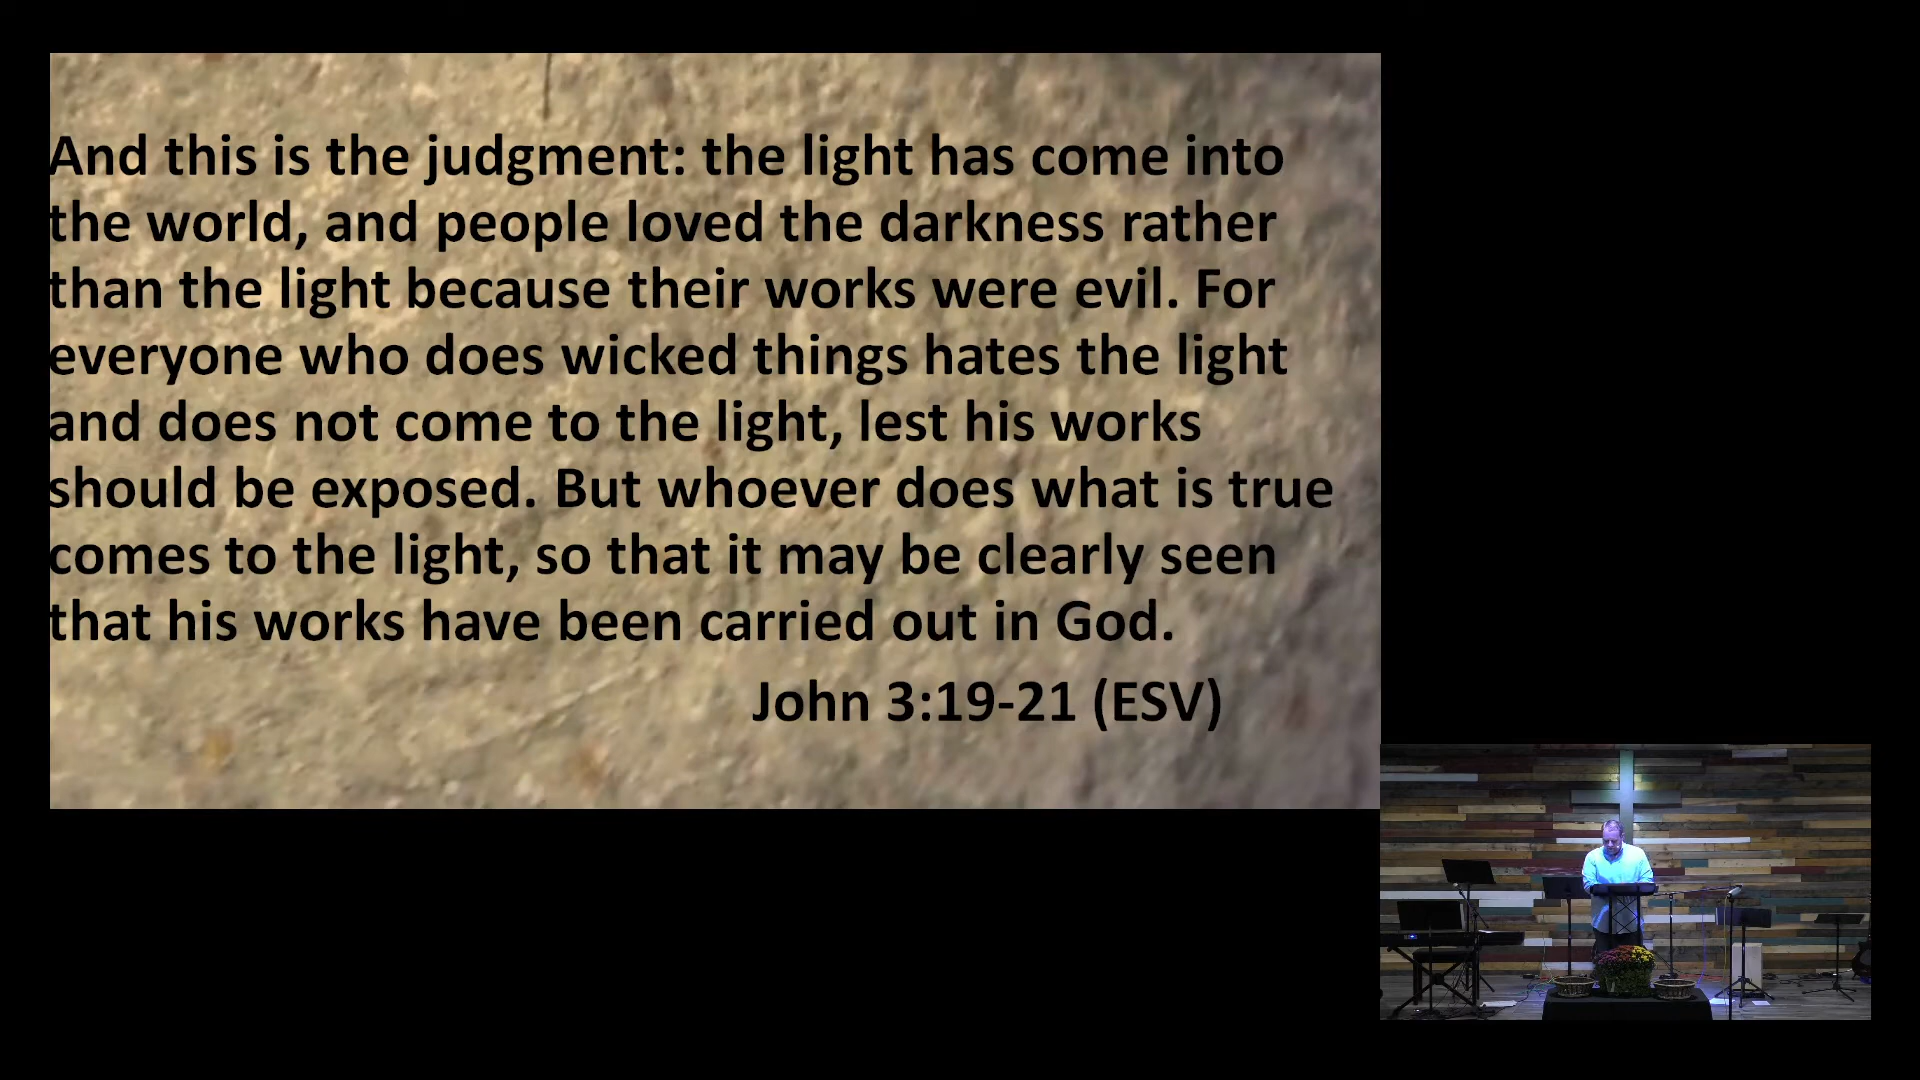 And this is the judgment: the light has come into
the world, and people loved the darkness rather
than the light because their works were evil. For
everyone who does wicked things hates the light
and does not come to the light, lest his works
should be exposed. But whoever does what is true
comes to the light, so that it may be clearly seen
that his works have been carried out in God.
John 3:19-21 (ESV)